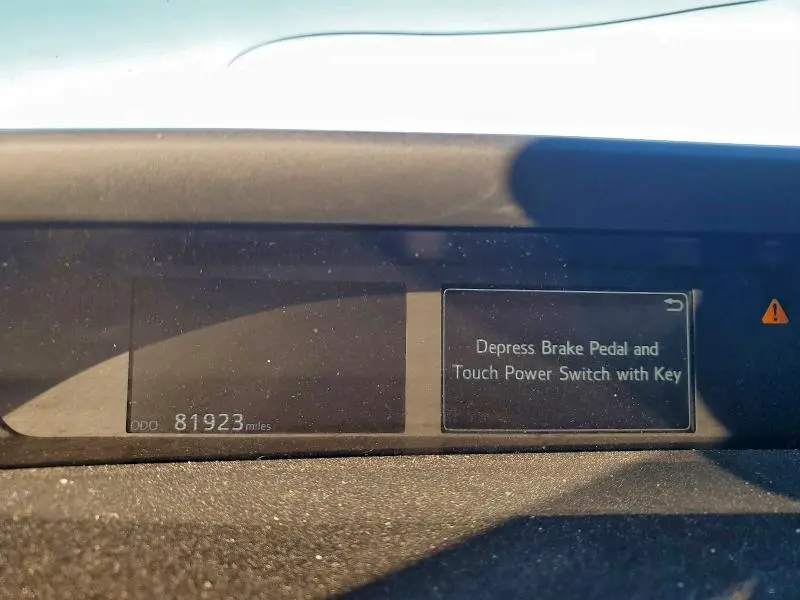 ODO 81923 miles
Depress Brake Pedal and
Touch Power Switch with Key